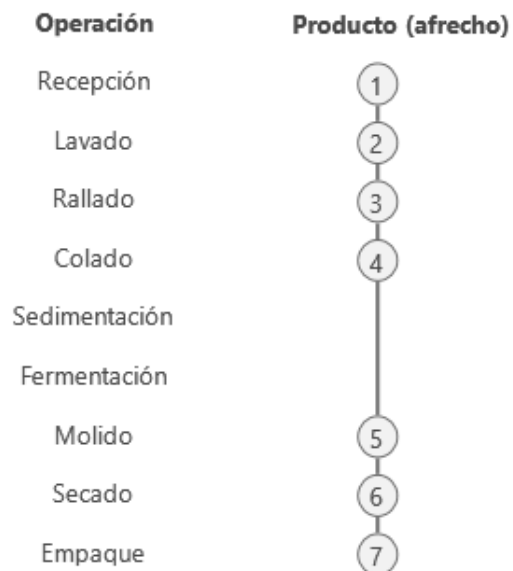 Operación Producto (afrecho)
Recepción 1
Lavado 2
Rallado 3
Colado 4
Sedimentación
Fermentación
Molido 5
Secado 6
Empaque 7